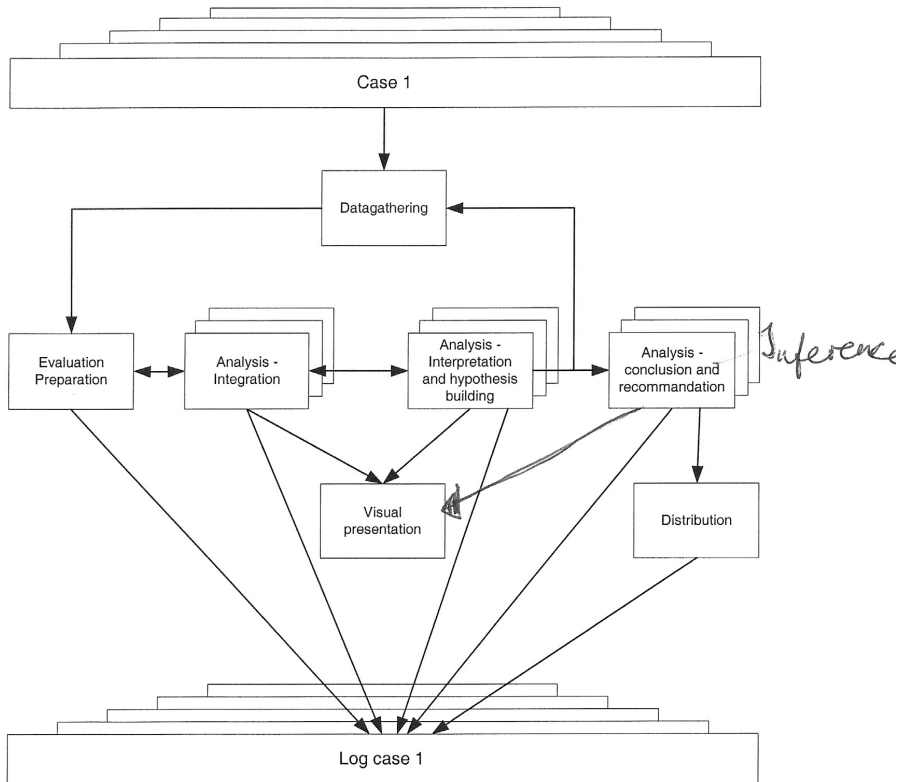 Case 1
Datagathering
Evaluation
Preparation
Analysis -
Integration
Analysis -
Interpretation
and hypothesis
building
Analysis -
conclusion and
recommandation
Inference
Visual
presentation
Distribution
Log case 1